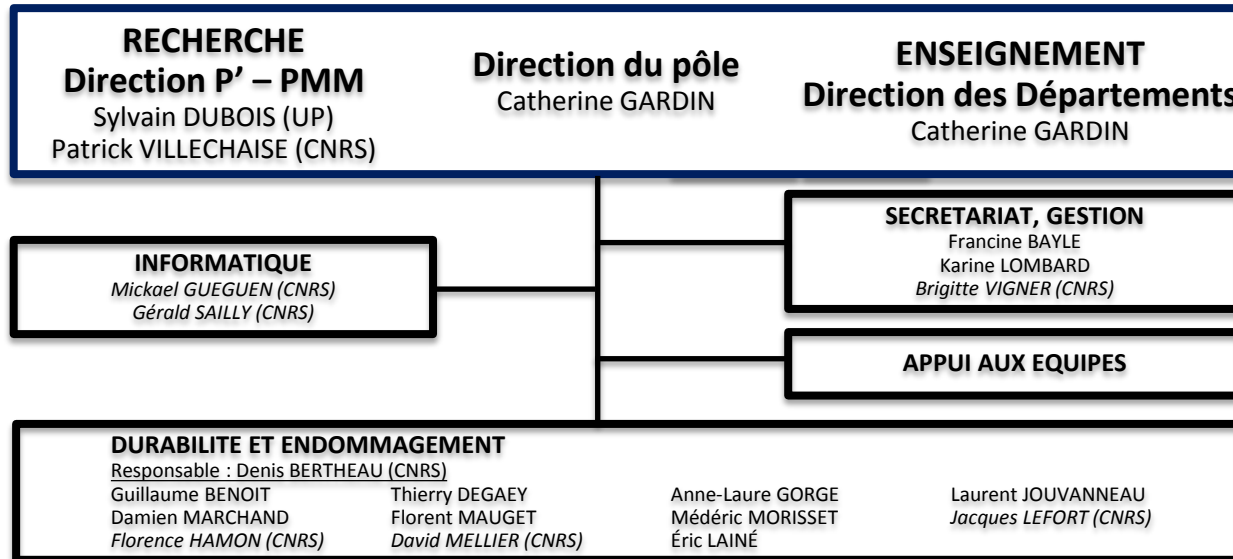 RECHERCHE
Direction P’ – PMM
Sylvain DUBOIS (UP)
Patrick VILLECHAISE (CNRS)
Direction du pôle
Catherine GARDIN
ENSEIGNEMENT
Direction des Départements
Catherine GARDIN
SECRETARIAT, GESTION
Francine BAYLE
Karine LOMBARD
Brigitte VIGNER (CNRS)
INFORMATIQUE
Mickael GUEGUEN (CNRS)
Gérald SAILLY (CNRS)
APPUI AUX EQUIPES
DURABILITE ET ENDOMMAGEMENT
Responsable : Denis BERTHEAU (CNRS)
Guillaume BENOIT Thierry DEGAEY Anne-Laure GORGE Laurent JOUVANNEAU
Damien MARCHAND Florent MAUGET Médéric MORISSET Jacques LEFORT (CNRS)
Florence HAMON (CNRS) David MELLIER (CNRS) Éric LAINÉ